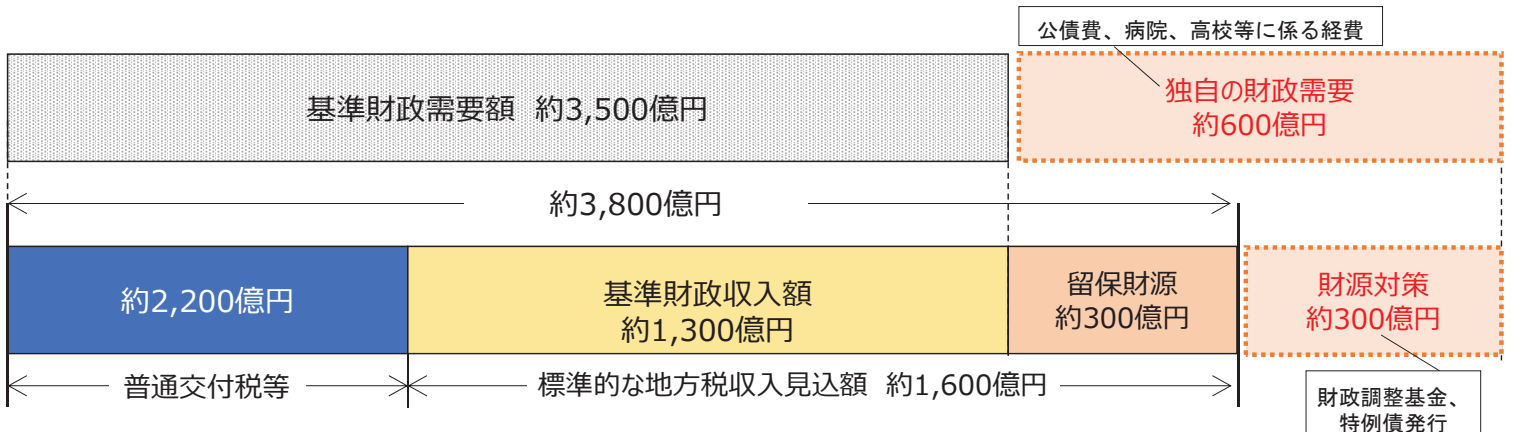 公債費、病院、高校等に係る経費
基準財政需要額 約3,500億円
独自の財政需要
約600億円
約3,800億円
約2,200億円
基準財政収入額
約1,300億円
留保財源
約300億円
財源対策
約300億円
普通交付税等
標準的な地方税収入見込額 約1,600億円
財政調整基金、
特例債発行